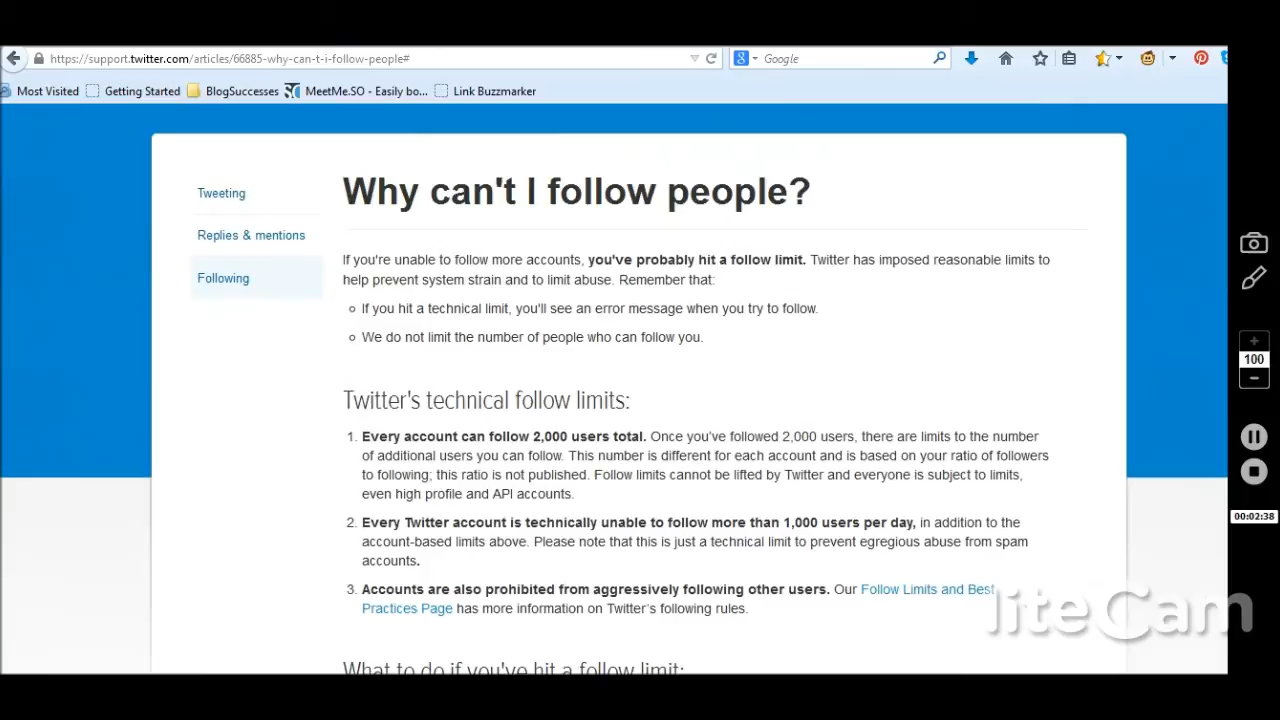 https://support.twitter.com/articles/66885-why-can-t-i-follow-people#
Google
Most Visited
Getting Started
BlogSuccesses
MeetMe.SO - Easily bo...
Link Buzzmarker
Tweeting
Replies & mentions
Following
Why can't I follow people?
If you're unable to follow more accounts, you've probably hit a follow limit. Twitter has imposed reasonable limits to
help prevent system strain and to limit abuse. Remember that:
If you hit a technical limit, you'll see an error message when you try to follow.
We do not limit the number of people who can follow you.
Twitter's technical follow limits:
1. Every account can follow 2,000 users total. Once you've followed 2,000 users, there are limits to the number
of additional users you can follow. This number is different for each account and is based on your ratio of followers
to following; this ratio is not published. Follow limits cannot be lifted by Twitter and everyone is subject to limits,
even high profile and API accounts.
2. Every Twitter account is technically unable to follow more than 1,000 users per day, in addition to the
account-based limits above. Please note that this is just a technical limit to prevent egregious abuse from spam
accounts.
3. Accounts are also prohibited from aggressively following other users. Our Follow Limits and Best
Practices Page has more information on Twitter's following rules.
What to do if you've hit a follow limit:
100
00:02:38
liteCam